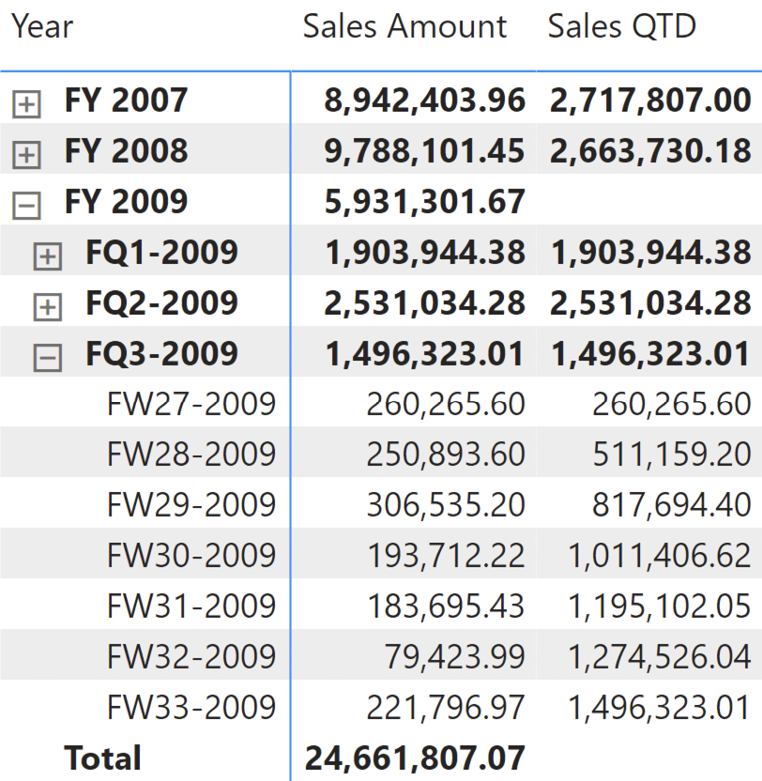 Year Sales Amount Sales QTD
FY 2007 8,942,403.96 2,717,807.00
FY 2008 9,788,101.45 2,663,730.18
FY 2009 5,931,301.67
FQ1-2009 1,903,944.38 1,903,944.38
FQ2-2009 2,531,034.28 2,531,034.28
FQ3-2009 1,496,323.01 1,496,323.01
FW27-2009 260,265.60 260,265.60
FW28-2009 250,893.60 511,159.20
FW29-2009 306,535.20 817,694.40
FW30-2009 193,712.22 1,011,406.62
FW31-2009 183,695.43 1,195,102.05
FW32-2009 79,423.99 1,274,526.04
FW33-2009 221,796.97 1,496,323.01
Total 24,661,807.07